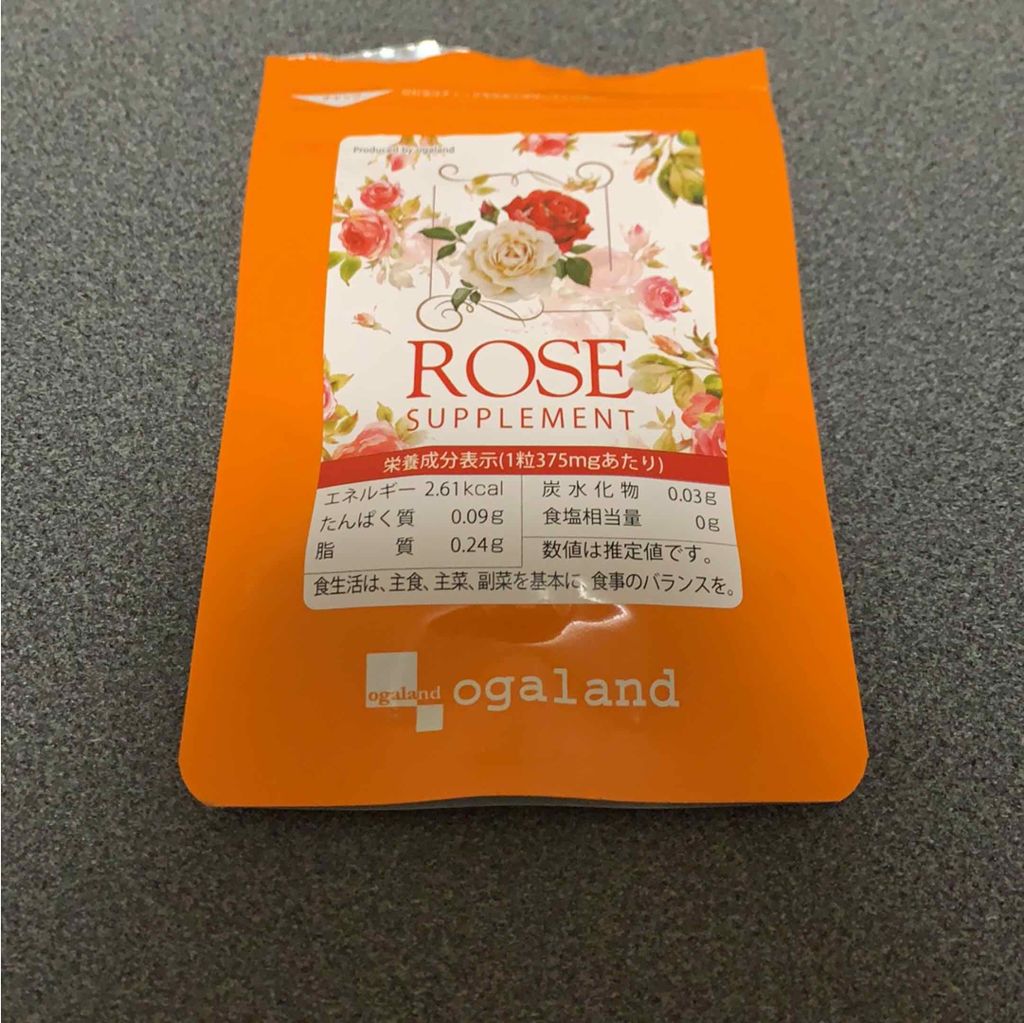 Produced by ogaland
ROSE
SUPPLEMENT
栄養成分表示(1粒375mgあたり)
エネルギー 2.61kcal 炭水化物 0.03g
たんぱく質 0.09g 食塩相当量 0g
脂質 0.24g 数値は推定値です。
食生活は、主食、主菜、副菜を基本に、食事のバランスを。
ogaland ogaland